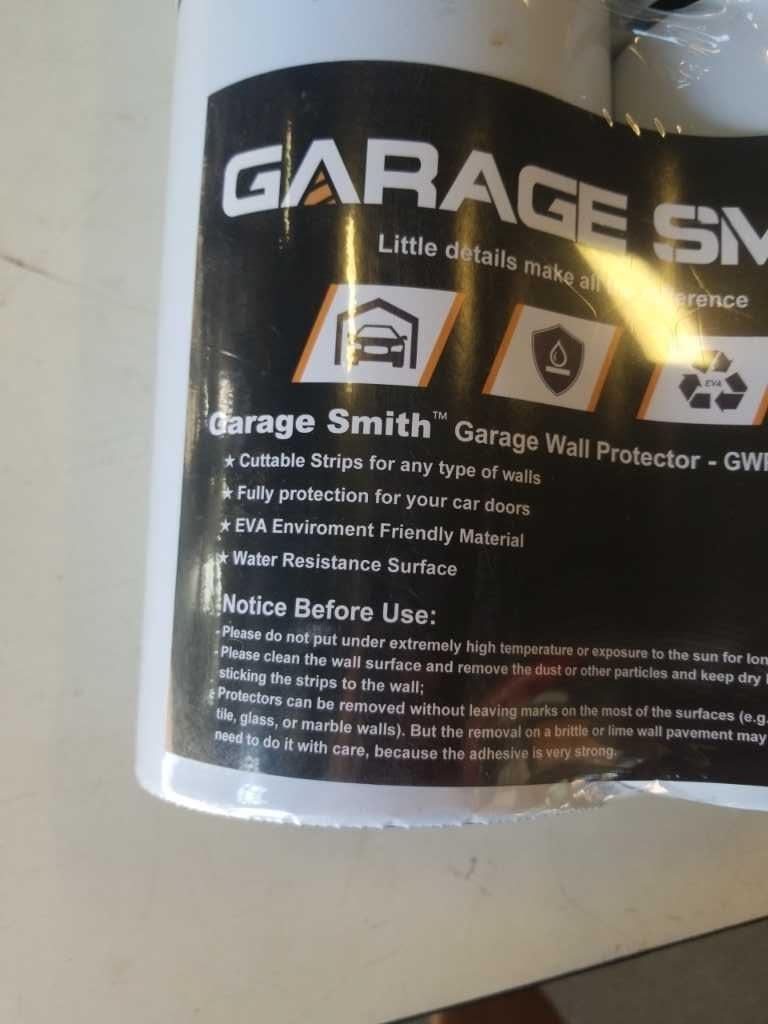 GARAGE SM
Little details make all erence
EVA
Garage Smith™ Garage Wall Protector - GW
★ Cuttable Strips for any type of walls
★ Fully protection for your car doors
★ EVA Enviroment Friendly Material
★ Water Resistance Surface
Notice Before Use:
- Please do not put under extremely high temperature or exposure to the sun for lon
- Please clean the wall surface and remove the dust or other particles and keep dry
sticking the strips to the wall;
- Protectors can be removed without leaving marks on the most of the surfaces (e.g.
tile, glass, or marble walls). But the removal on a brittle or lime wall pavement may
need to do it with care, because the adhesive is very strong.